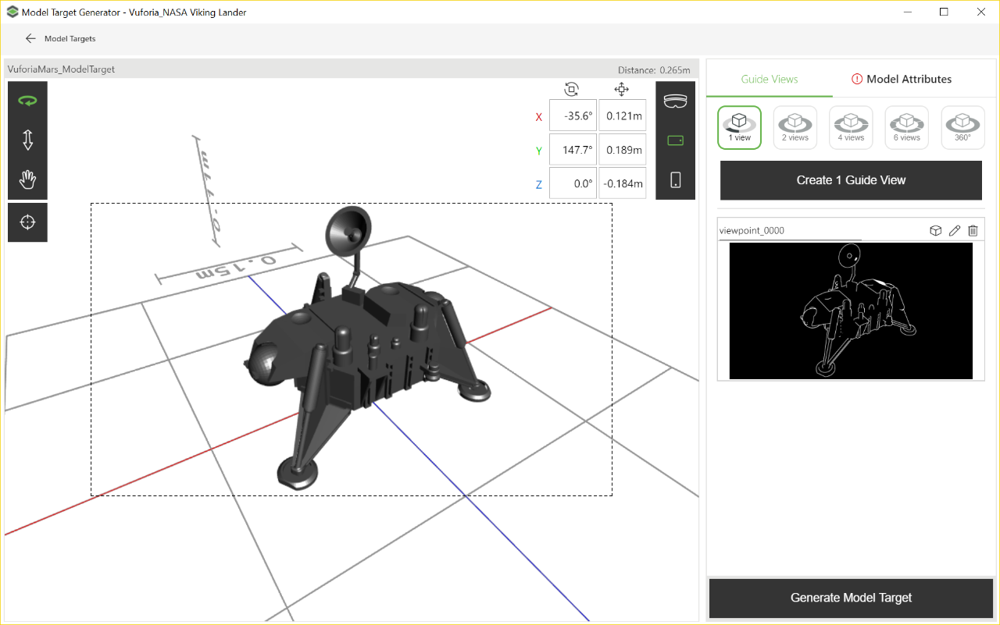 Model Target Generator - Vuforia_NASA Viking Lander
Model Targets
VuforiaMars_ModelTarget
Distance: 0.265m
X -35.6° 0.121m
Y 147.7° 0.189m
Z 0.0° -0.184m
0.15m
Guide Views
Model Attributes
1 view
2 views
4 views
6 views
360°
Create 1 Guide View
viewpoint_0000
Generate Model Target